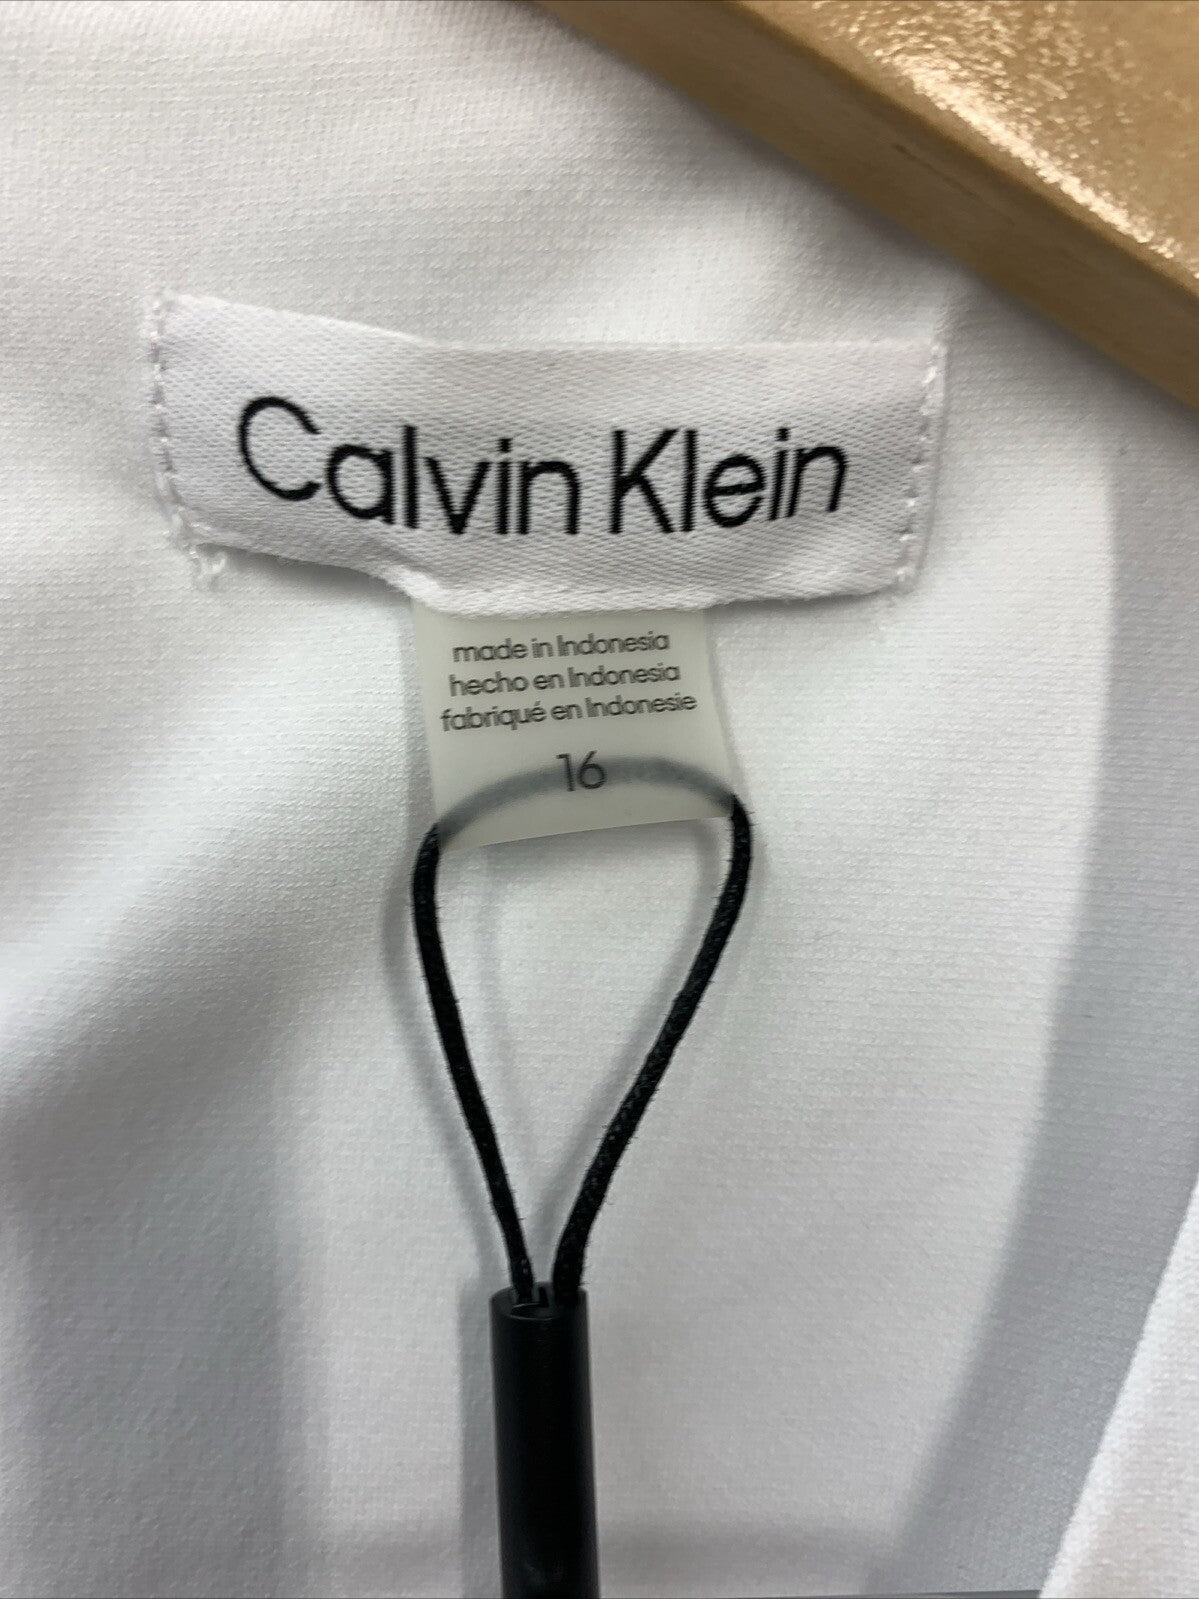 Calvin Klein
made in Indonesia
hecho en Indonesia
fabriqué en Indonesie
16